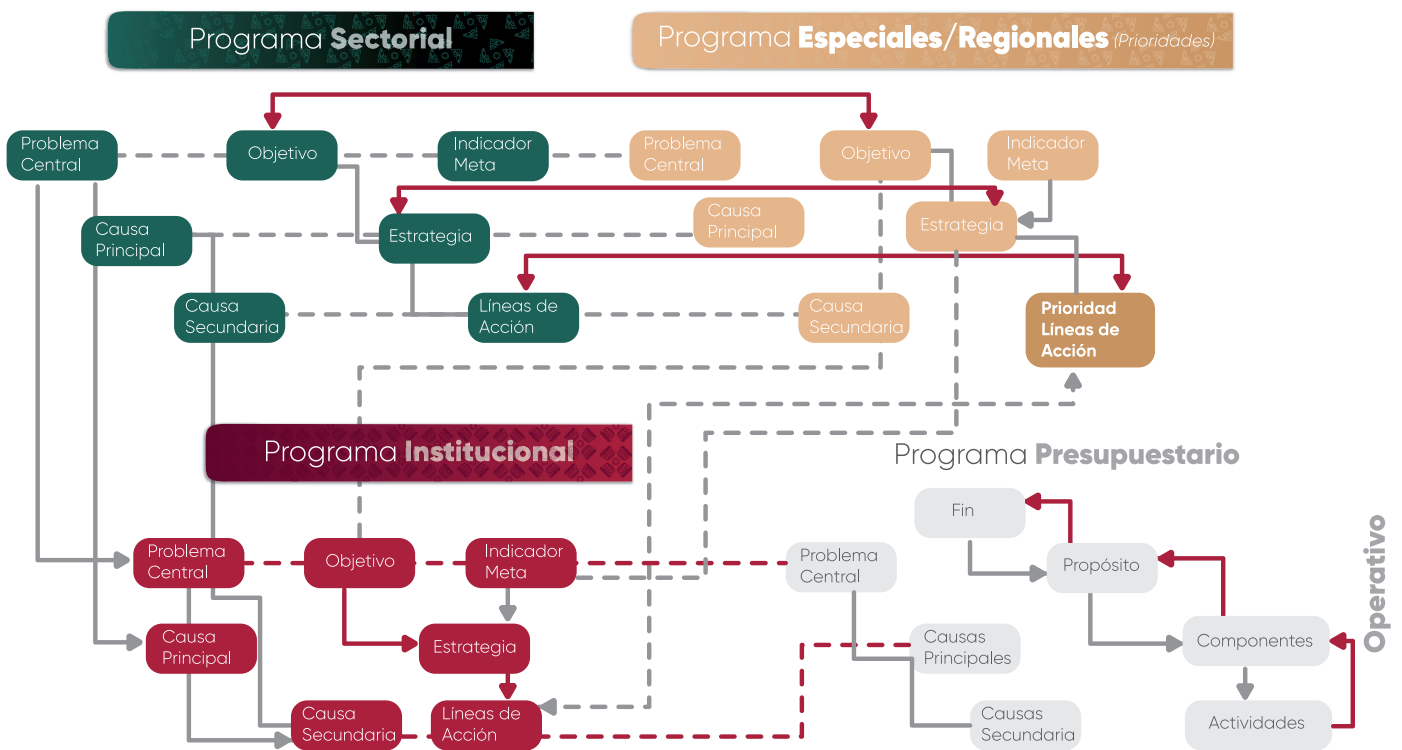 Programa Sectorial
Programa Especiales/Regionales (Prioridades)
Problema
Central
Objetivo
Indicador
Meta
Problema
Central
Objetivo
Indicador
Meta
Causa
Principal
Estrategia
Causa
Principal
Estrategia
Causa
Secundaria
Líneas de
Acción
Causa
Secundaria
Prioridad
Líneas de
Acción
Programa Institucional
Programa Presupuestario
Fin
Problema
Central
Objetivo
Indicador
Meta
Problema
Central
Propósito
Operativo
Causa
Principal
Estrategia
Causas
Principales
Componentes
Causa
Secundaria
Líneas de
Acción
Causas
Secundaria
Actividades